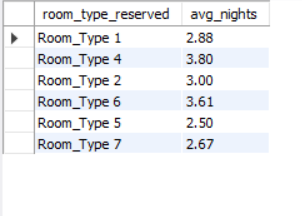 room_type_reserved avg_nights
Room_Type 1 2.88
Room_Type 4 3.80
Room_Type 2 3.00
Room_Type 6 3.61
Room_Type 5 2.50
Room_Type 7 2.67